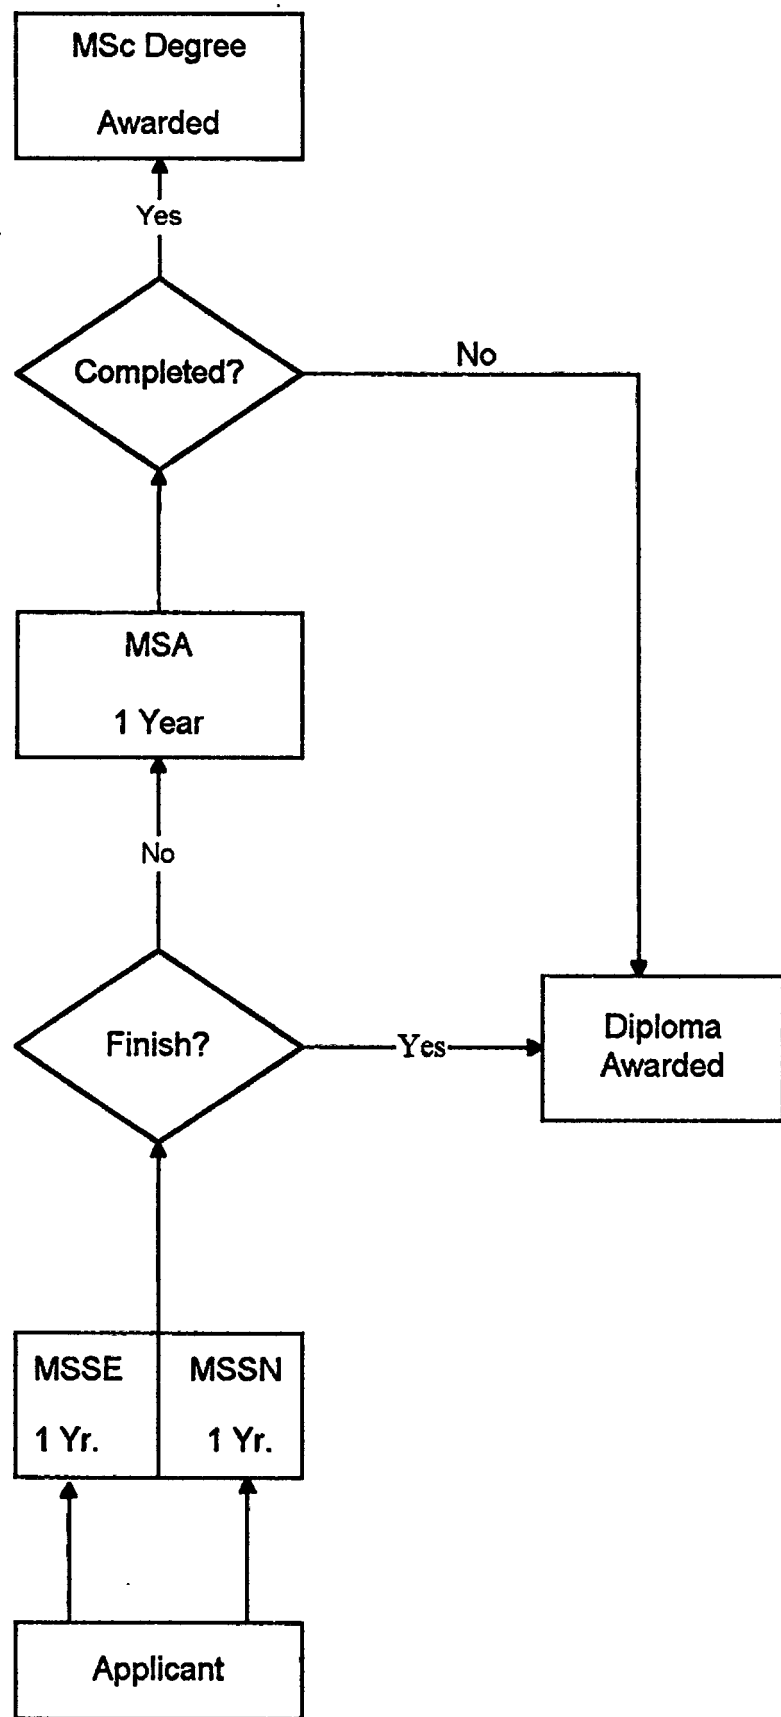 MSc Degree
Awarded
Yes
Completed?
No
MSA
1 Year
No
Finish?
Yes
Diploma
Awarded
MSSE MSSN
1 Yr. 1 Yr.
Applicant